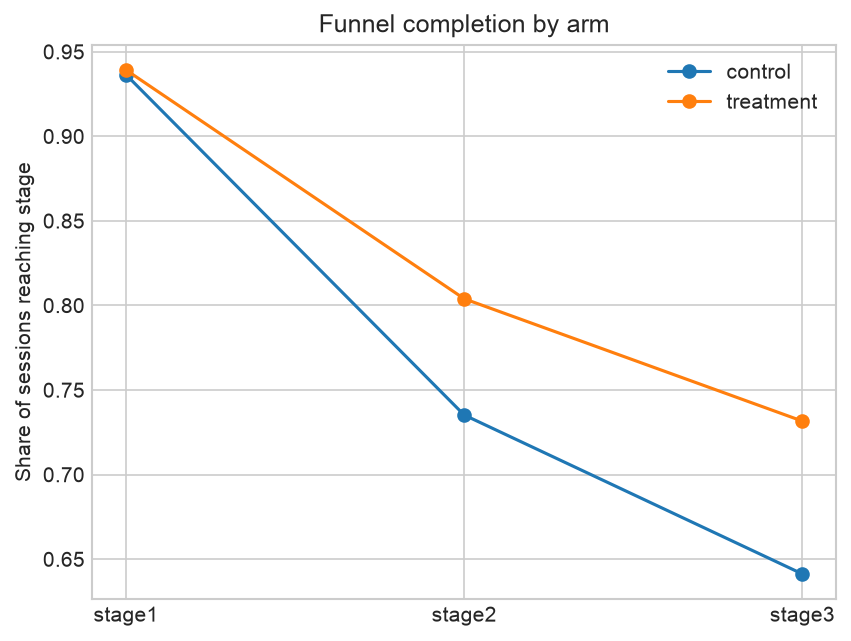 Funnel completion by arm
Share of sessions reaching stage
0.95
0.90
0.85
0.80
0.75
0.70
0.65
control
treatment
stage1
stage2
stage3